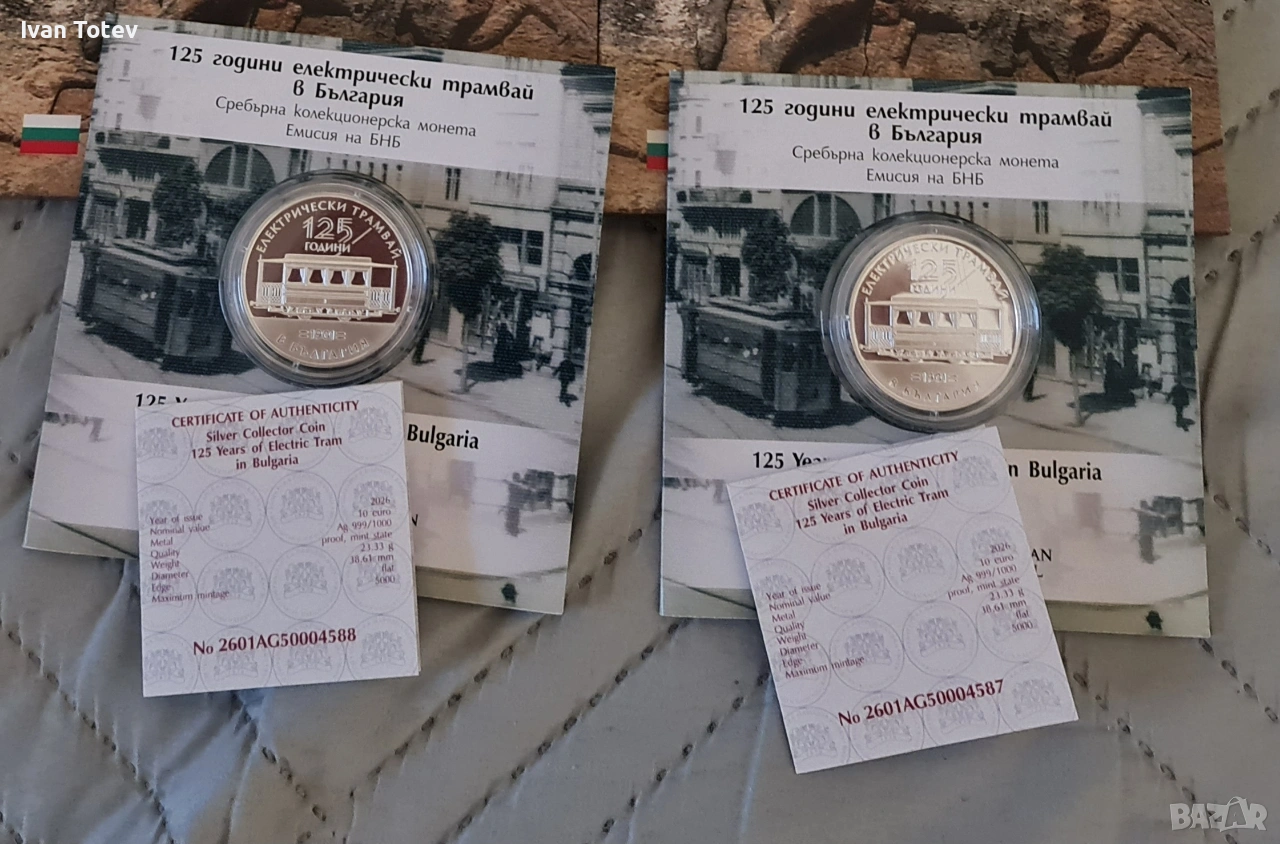 Ivan Totev
125 години електрически трамвай
в България
Сребърна колекционерска монета
Емисия на БНБ
ЕЛЕКТРИЧЕСКИ ТРАМВАЙ
125
ГОДИНИ
1901
В БЪЛГАРИЯ
125
Bulgaria
CERTIFICATE OF AUTHENTICITY
Silver Collector Coin
125 Years of Electric Tram
in Bulgaria
Year of issue 2026
Nominal value 10 euro
Metal Ag 999/1000
Quality proof, mint state
Weight 23.33 g
Diameter 38.61 mm
Edge flat
Maximum mintage 5000
No 2601AG50004588
125 години електрически трамвай
в България
Сребърна колекционерска монета
Емисия на БНБ
ЕЛЕКТРИЧЕСКИ ТРАМВАЙ
125
ГОДИНИ
1901
В БЪЛГАРИЯ
125 in Bulgaria
CERTIFICATE OF AUTHENTICITY
Silver Collector Coin
125 Years of Electric Tram
in Bulgaria
Year of issue 2026
Nominal value 10 euro
Metal Ag 999/1000
Quality proof, mint state
Weight 23.33 g
Diameter 38.61 mm
Edge flat
Maximum mintage 5000
No 2601AG50004587
BAZAR